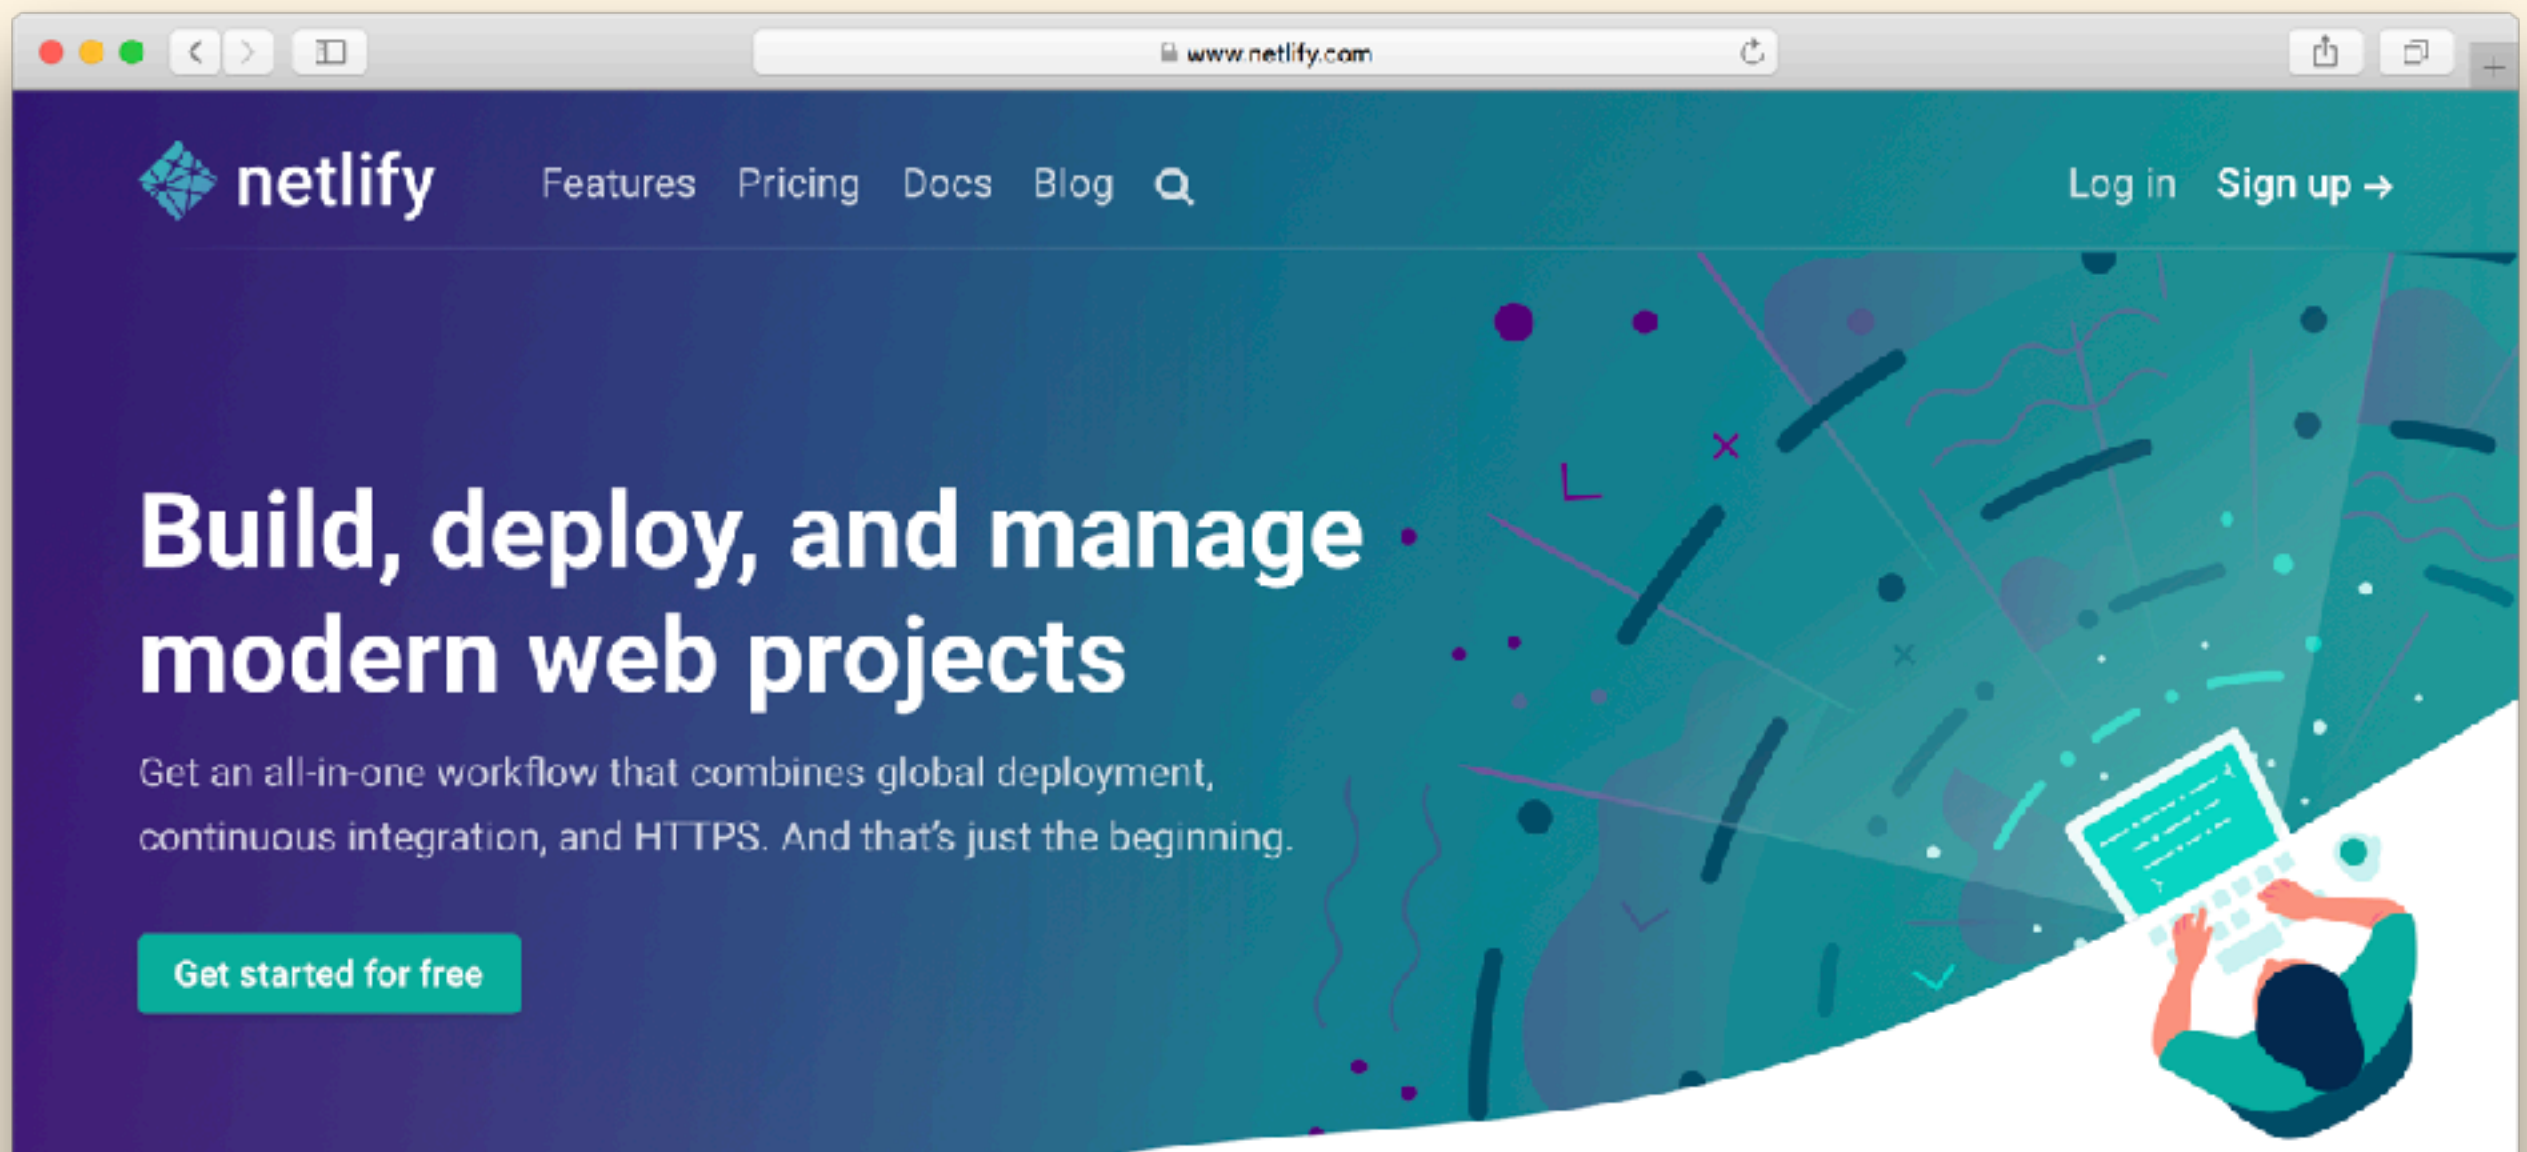 www.netlify.com
netlify Features Pricing Docs Blog Log in Sign up →
Build, deploy, and manage
modern web projects
Get an all-in-one workflow that combines global deployment,
continuous integration, and HTTPS. And that's just the beginning.
Get started for free